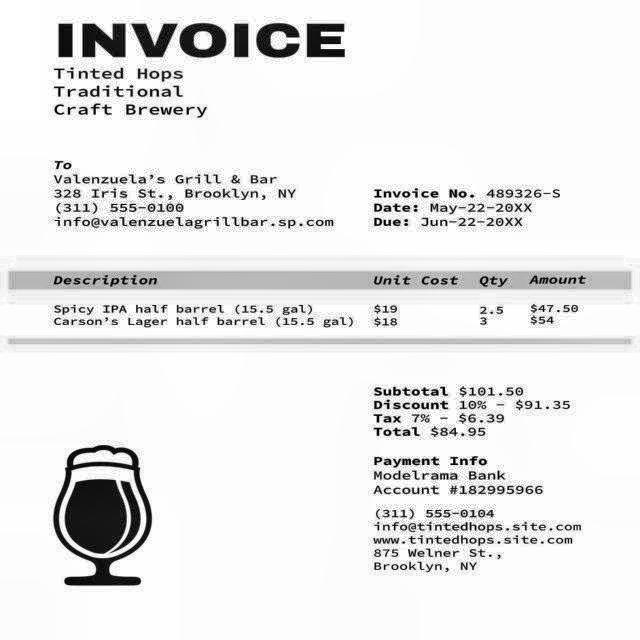 INVOICE
Tinted Hops
Traditional
Craft Brewery
To
Valenzuela's Grill & Bar
328 Iris St., Brooklyn, NY
(311) 555-0100
info@valenzuelagrillbar.sp.com
Invoice No. 489326-S
Date: May-22-20XX
Due: Jun-22-20XX
Description Unit Cost Qty Amount
Spicy IPA half barrel (15.5 gal) $19 2.5 $47.50
Carson's Lager half barrel (15.5 gal) $18 3 $54
Subtotal $101.50
Discount 10% - $91.35
Tax 7% - $6.39
Total $84.95
Payment Info
Modelrama Bank
Account #182995966
(311) 555-0104
info@tintedhops.site.com
www.tintedhops.site.com
875 Welner St.,
Brooklyn, NY